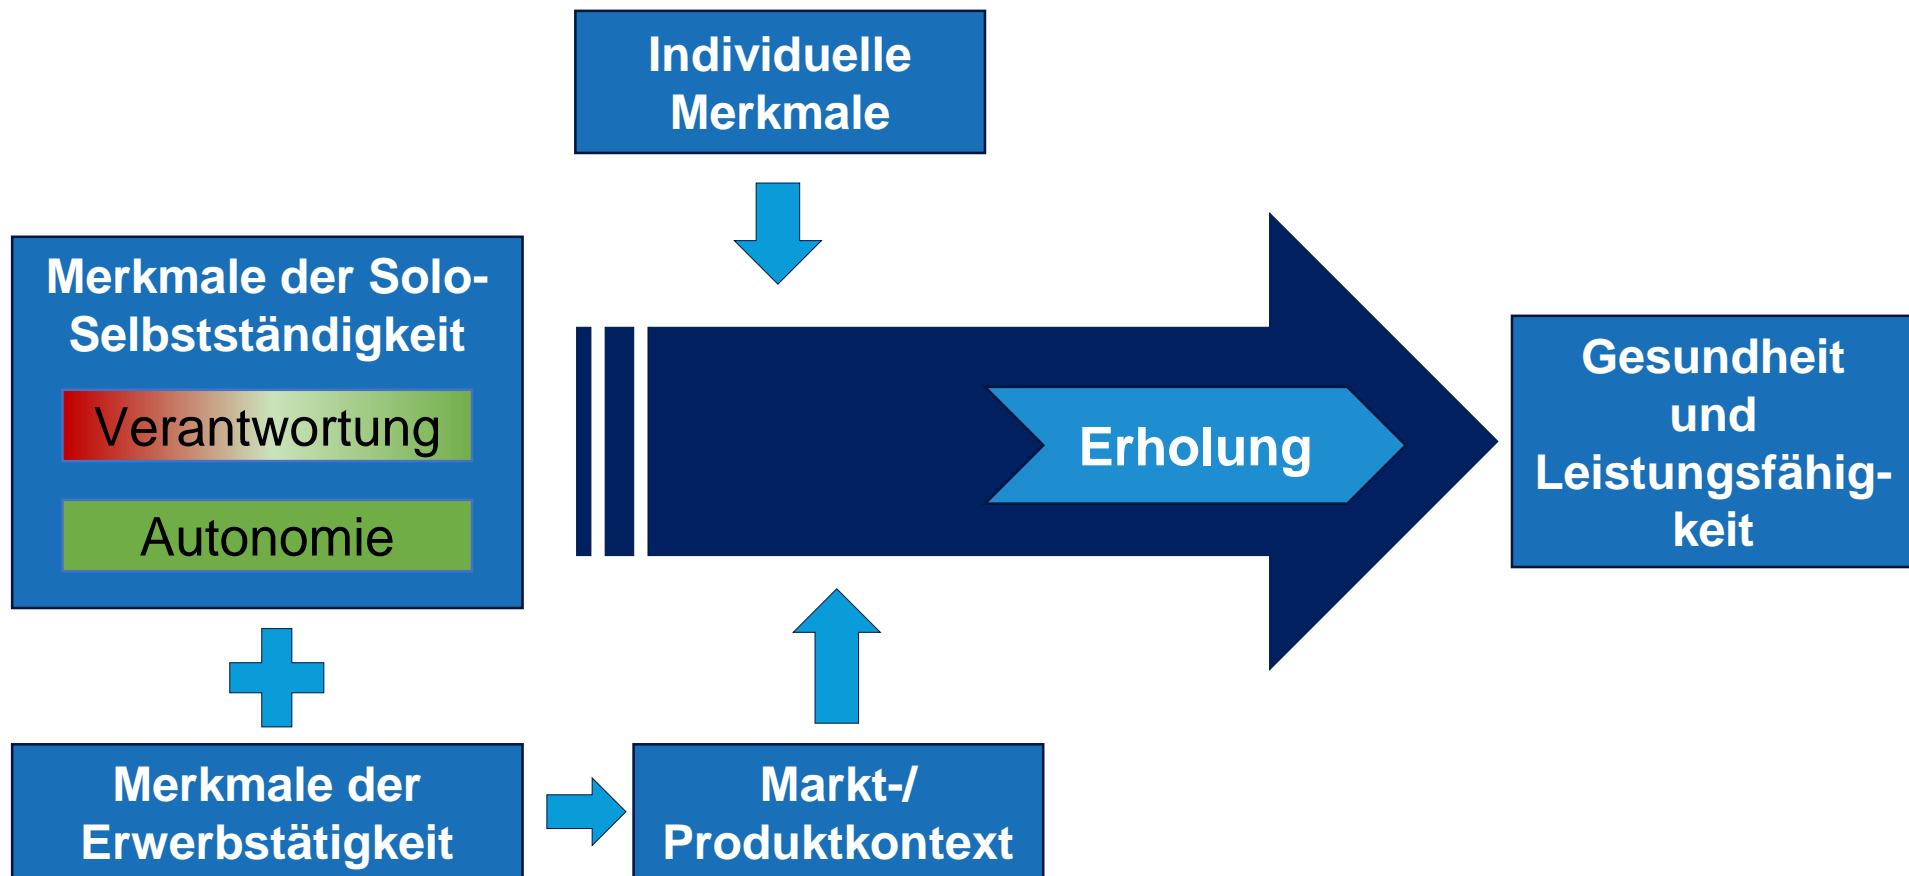 Individuelle
Merkmale
Merkmale der Solo-
Selbstständigkeit
Verantwortung
Autonomie
Erholung
Gesundheit
und
Leistungsfähig-
keit
Merkmale der
Erwerbstätigkeit
Markt-/
Produktkontext